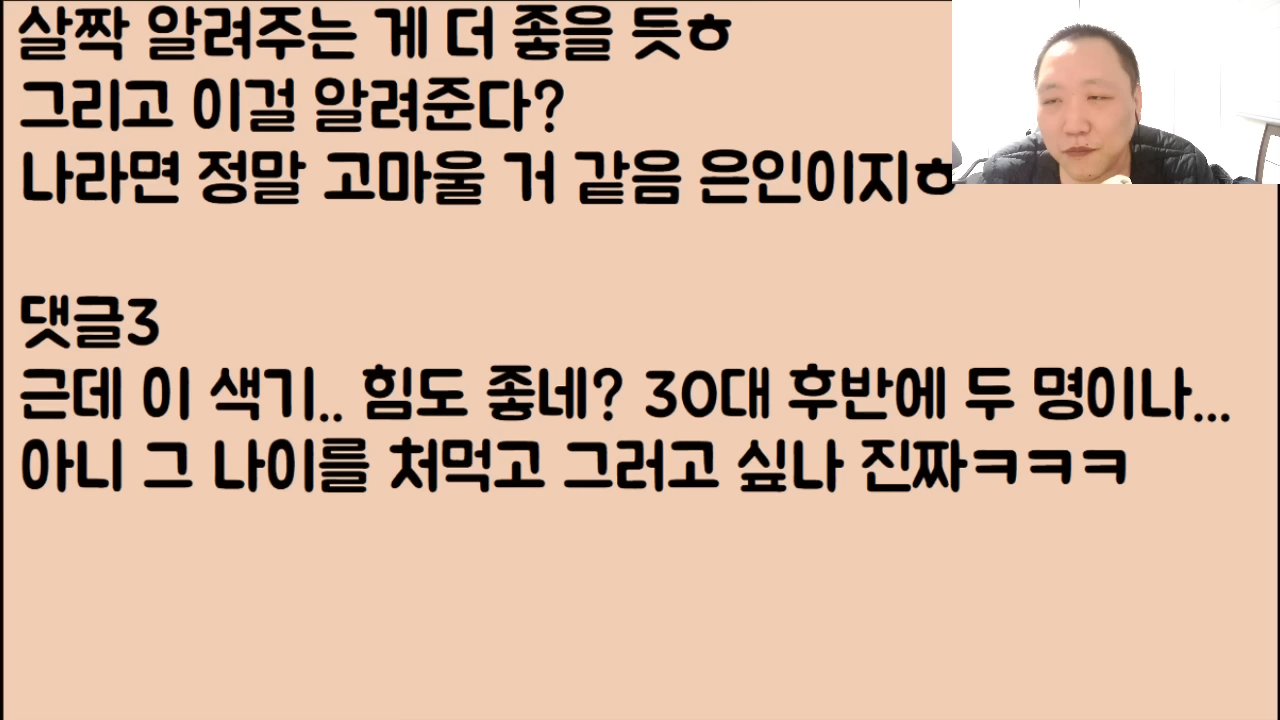 살짝 알려주는 게 더 좋을 듯ㅎ
그리고 이걸 알려준다?
나라면 정말 고마울 거 같음 은인이지ㅎ
댓글3
근데 이 색기.. 힘도 좋네? 30대 후반에 두 명이나...
아니 그 나이를 처먹고 그러고 싶나 진짜ㅋㅋㅋ